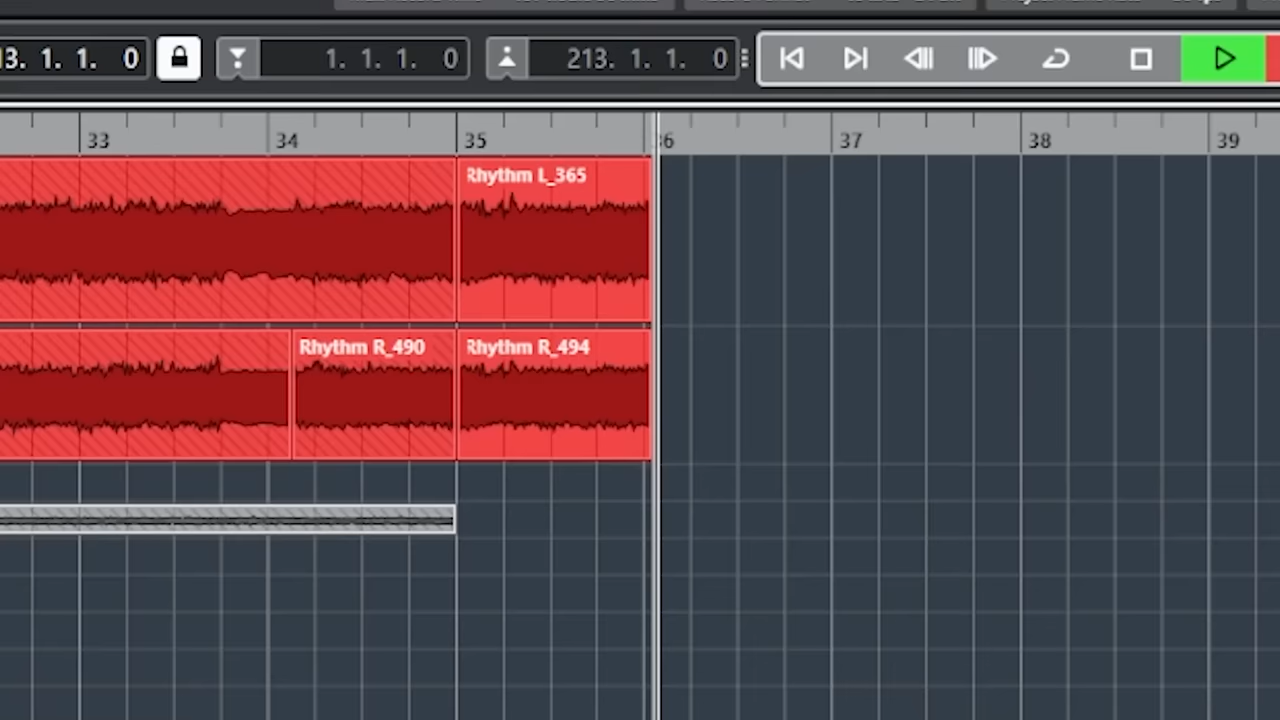 3. 1. 1. 0 1. 1. 1. 0 213. 1. 1. 0
33 34 35 36 37 38 39
Rhythm L_365
Rhythm R_490 Rhythm R_494